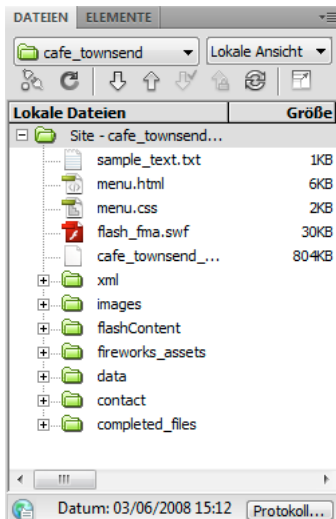 DATEIEN ELEMENTE
cafe_townsend Lokale Ansicht
Lokale Dateien Größe
Site - cafe_townsend...
sample_text.txt 1KB
menu.html 6KB
menu.css 2KB
flash_fma.swf 30KB
cafe_townsend_... 804KB
xml
images
flashContent
fireworks_assets
data
contact
completed_files
Datum: 03/06/2008 15:12 Protokoll...